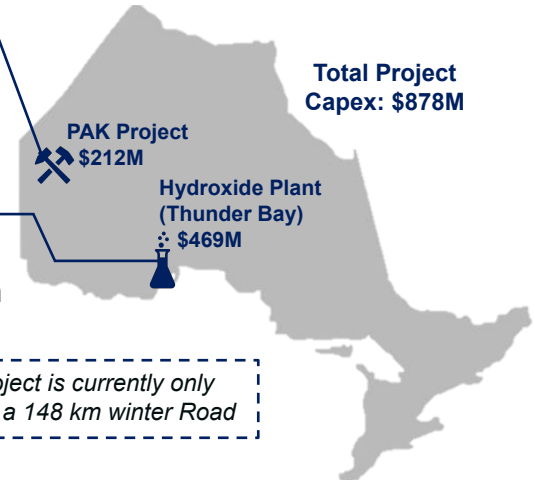 Total Project
Capex: $878M
PAK Project
$212M
Hydroxide Plant
(Thunder Bay)
$469M
is currently only
a 148 km winter Road